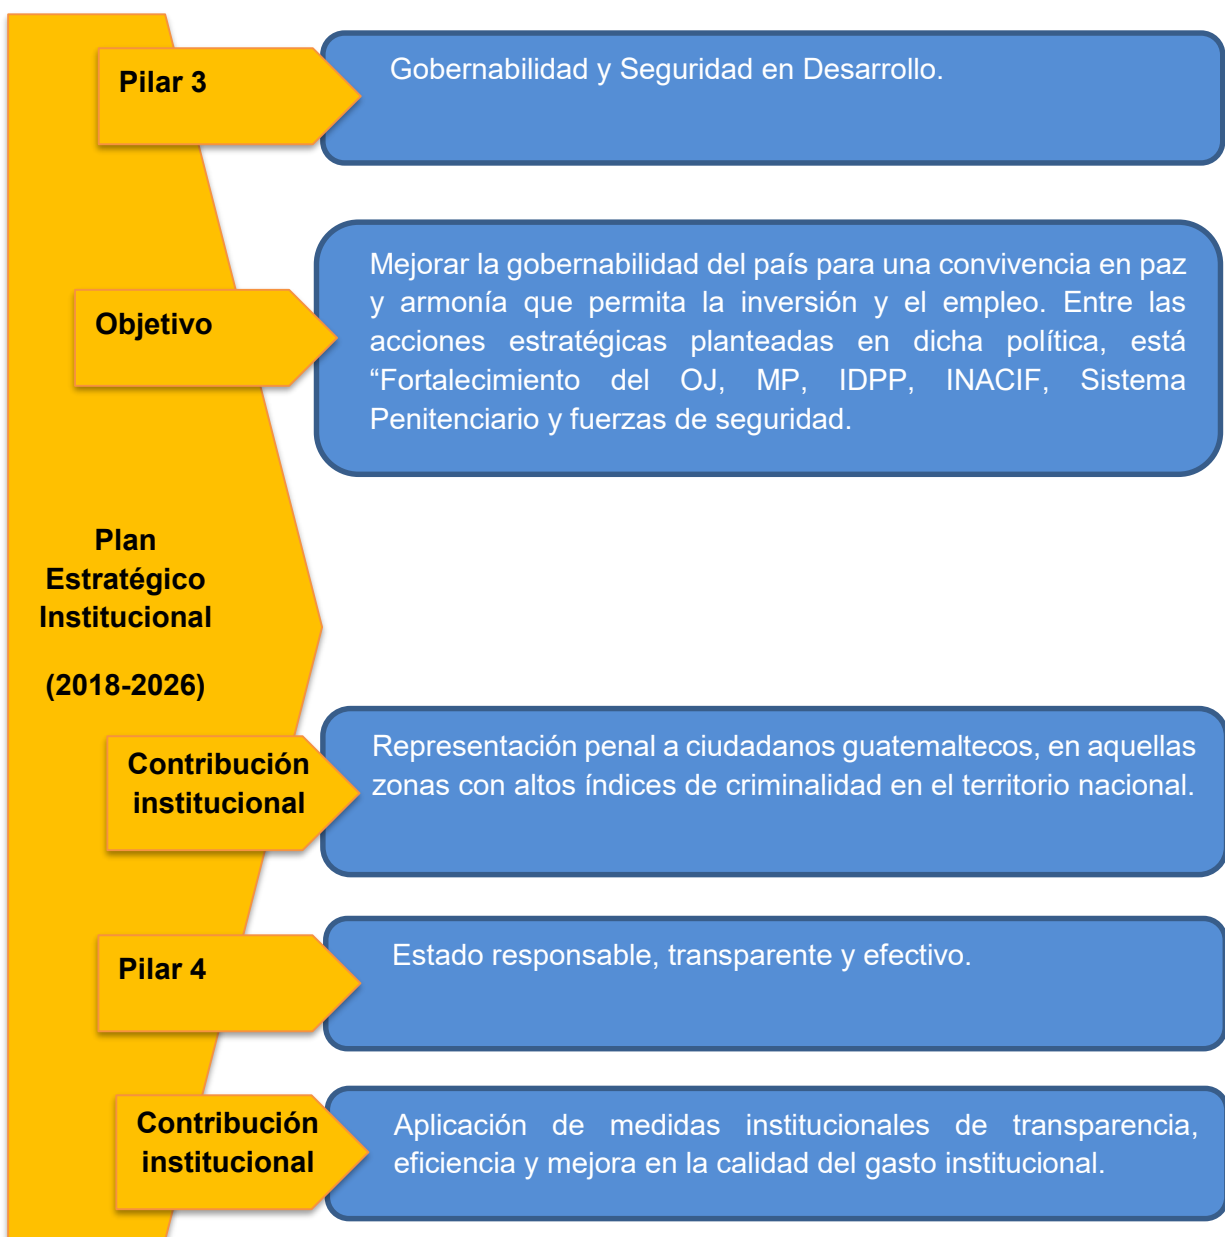 Pilar 3
Gobernabilidad y Seguridad en Desarrollo.
Objetivo
Mejorar la gobernabilidad del país para una convivencia en paz
y armonía que permita la inversión y el empleo. Entre las
acciones estratégicas planteadas en dicha política, está
“Fortalecimiento del OJ, MP, IDPP, INACIF, Sistema
Penitenciario y fuerzas de seguridad.
Plan
Estratégico
Institucional
(2018-2026)
Contribución
institucional
Representación penal a ciudadanos guatemaltecos, en aquellas
zonas con altos índices de criminalidad en el territorio nacional.
Pilar 4
Estado responsable, transparente y efectivo.
Contribución
institucional
Aplicación de medidas institucionales de transparencia,
eficiencia y mejora en la calidad del gasto institucional.